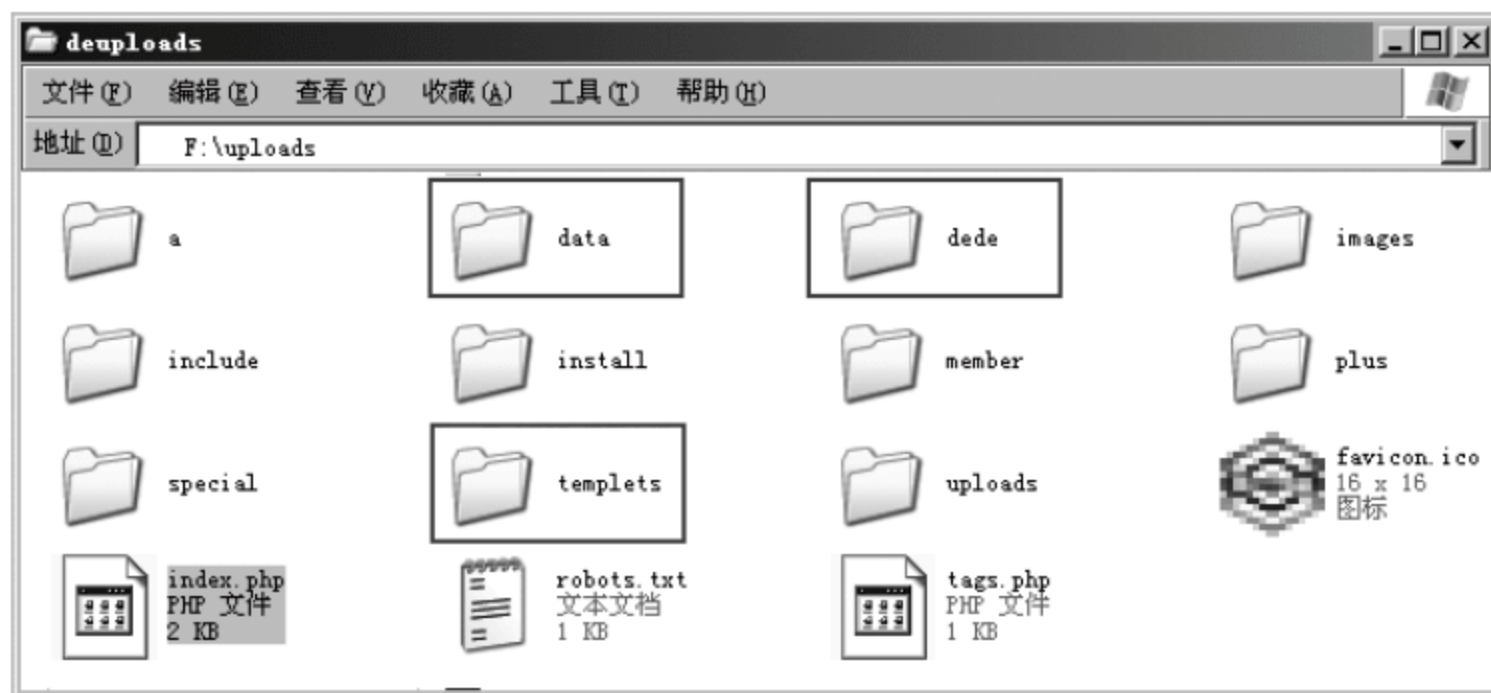 deuploads
文件(F) 编辑(E) 查看(V) 收藏(A) 工具(T) 帮助(H)
地址(D) F:\uploads
a data dede images
include install member plus
special templets uploads favicon.ico
16 x 16
图标
index.php robots.txt tags.php
PHP 文件 文本文档 PHP 文件
2 KB 1 KB 1 KB